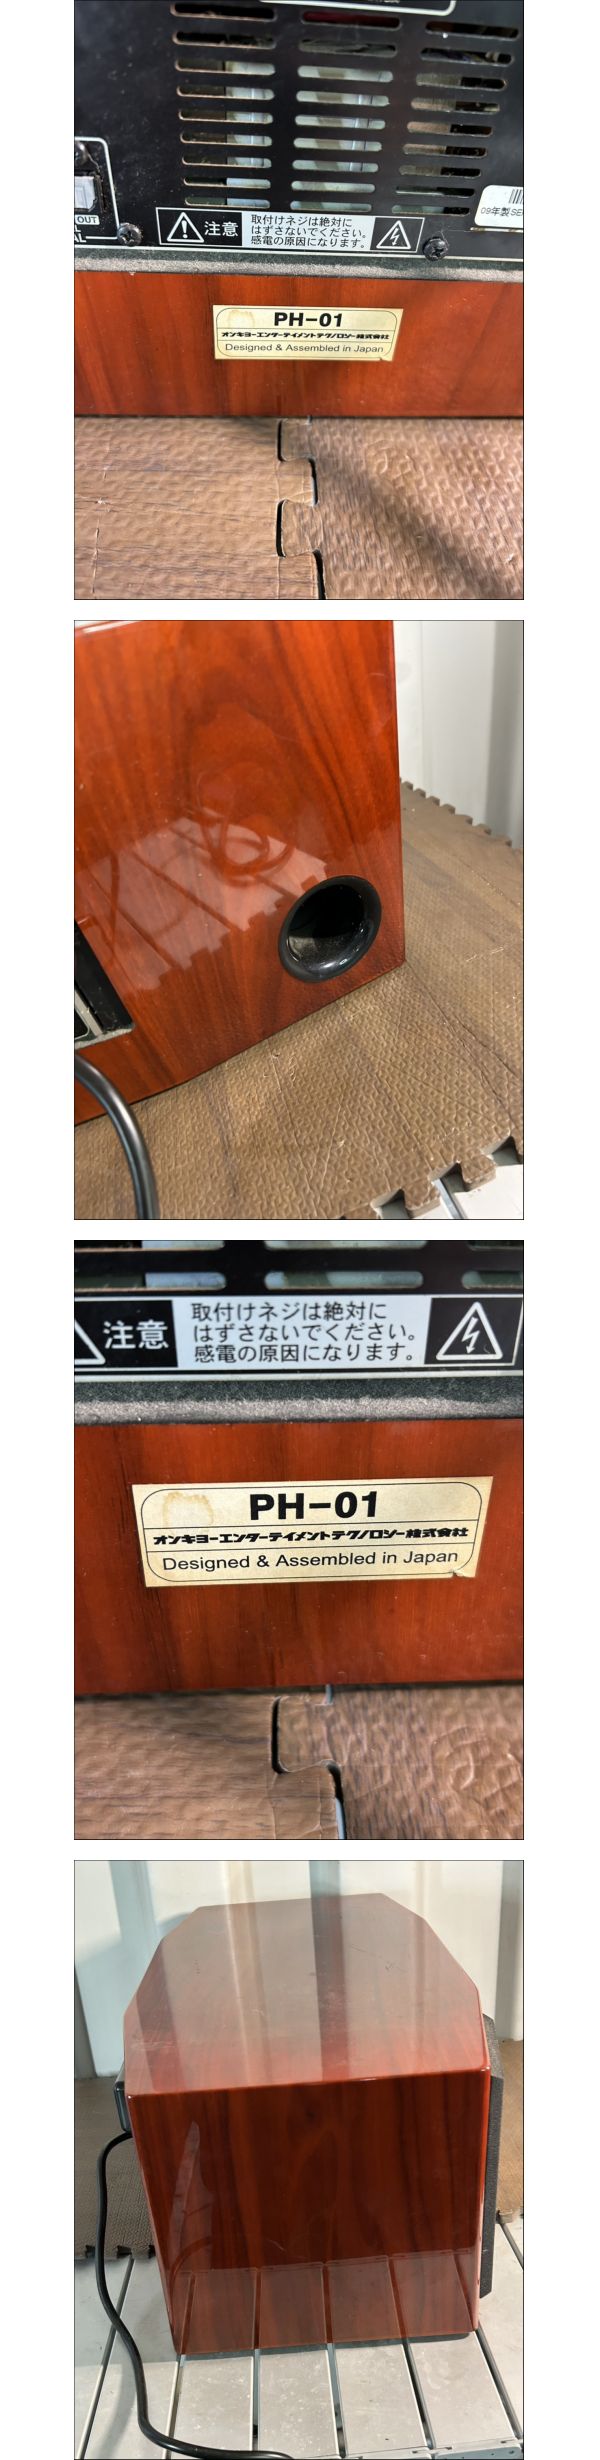 OUT
AL
注意
取付けネジは絶対に
はずさないでください。
感電の原因になります。
09年製SE
PH-01
オンキヨーエンターテイメントテクノロジー株式会社
Designed & Assembled in Japan
注意
取付けネジは絶対に
はずさないでください。
感電の原因になります。
PH-01
オンキヨーエンターテイメントテクノロジー株式会社
Designed & Assembled in Japan